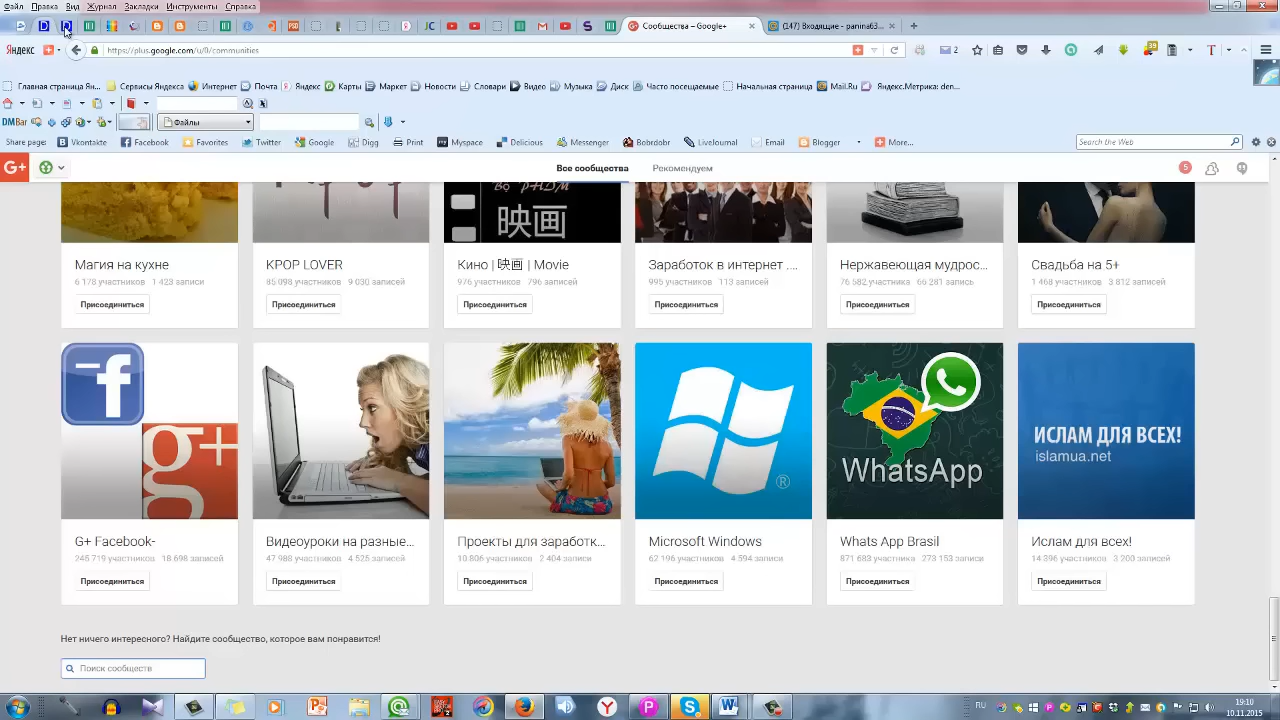 Файл Правка Вид Журнал Закладки Инструменты Справка
Сообщества – Google+
(147) Входящие - panina63...
Яндекс
https://plus.google.com/u/0/communities
2
39
Главная страница Ян...
Сервисы Яндекса
Интернет
Почта
Яндекс
Карты
Маркет
Новости
Словари
Видео
Музыка
Диск
Часто посещаемые
Начальная страница
Mail.Ru
Яндекс.Метрика: den...
DMBar
Файлы
Share page:
Vkontakte
Facebook
Favorites
Twitter
Google
Digg
Print
Myspace
Delicious
Messenger
Bobrdobr
LiveJournal
Email
Blogger
More...
Search the Web
G+
Все сообщества
Рекомендуем
5
映画
Магия на кухне
6 178 участников 1 423 записи
Присоединиться
KPOP LOVER
85 098 участников 9 030 записей
Присоединиться
Кино | 映画 | Movie
976 участников 796 записей
Присоединиться
Заработок в интернет ....
995 участников 113 записей
Присоединиться
Нержавеющая мудрос...
76 582 участника 66 281 запись
Присоединиться
Свадьба на 5+
1 468 участников 3 812 записей
Присоединиться
f
g+
WhatsApp
ИСЛАМ ДЛЯ ВСЕХ!
islamua.net
G+ Facebook-
245 719 участников 18 698 записей
Присоединиться
Видеоуроки на разные...
47 988 участников 4 525 записей
Присоединиться
Проекты для заработк...
10 806 участников 2 404 записи
Присоединиться
Microsoft Windows
62 196 участников 4 594 записи
Присоединиться
Whats App Brasil
871 683 участника 273 153 записи
Присоединиться
Ислам для всех!
14 396 участников 3 200 записей
Присоединиться
Нет ничего интересного? Найдите сообщество, которое вам понравится!
Поиск сообществ
RU
19:10
10.11.2015